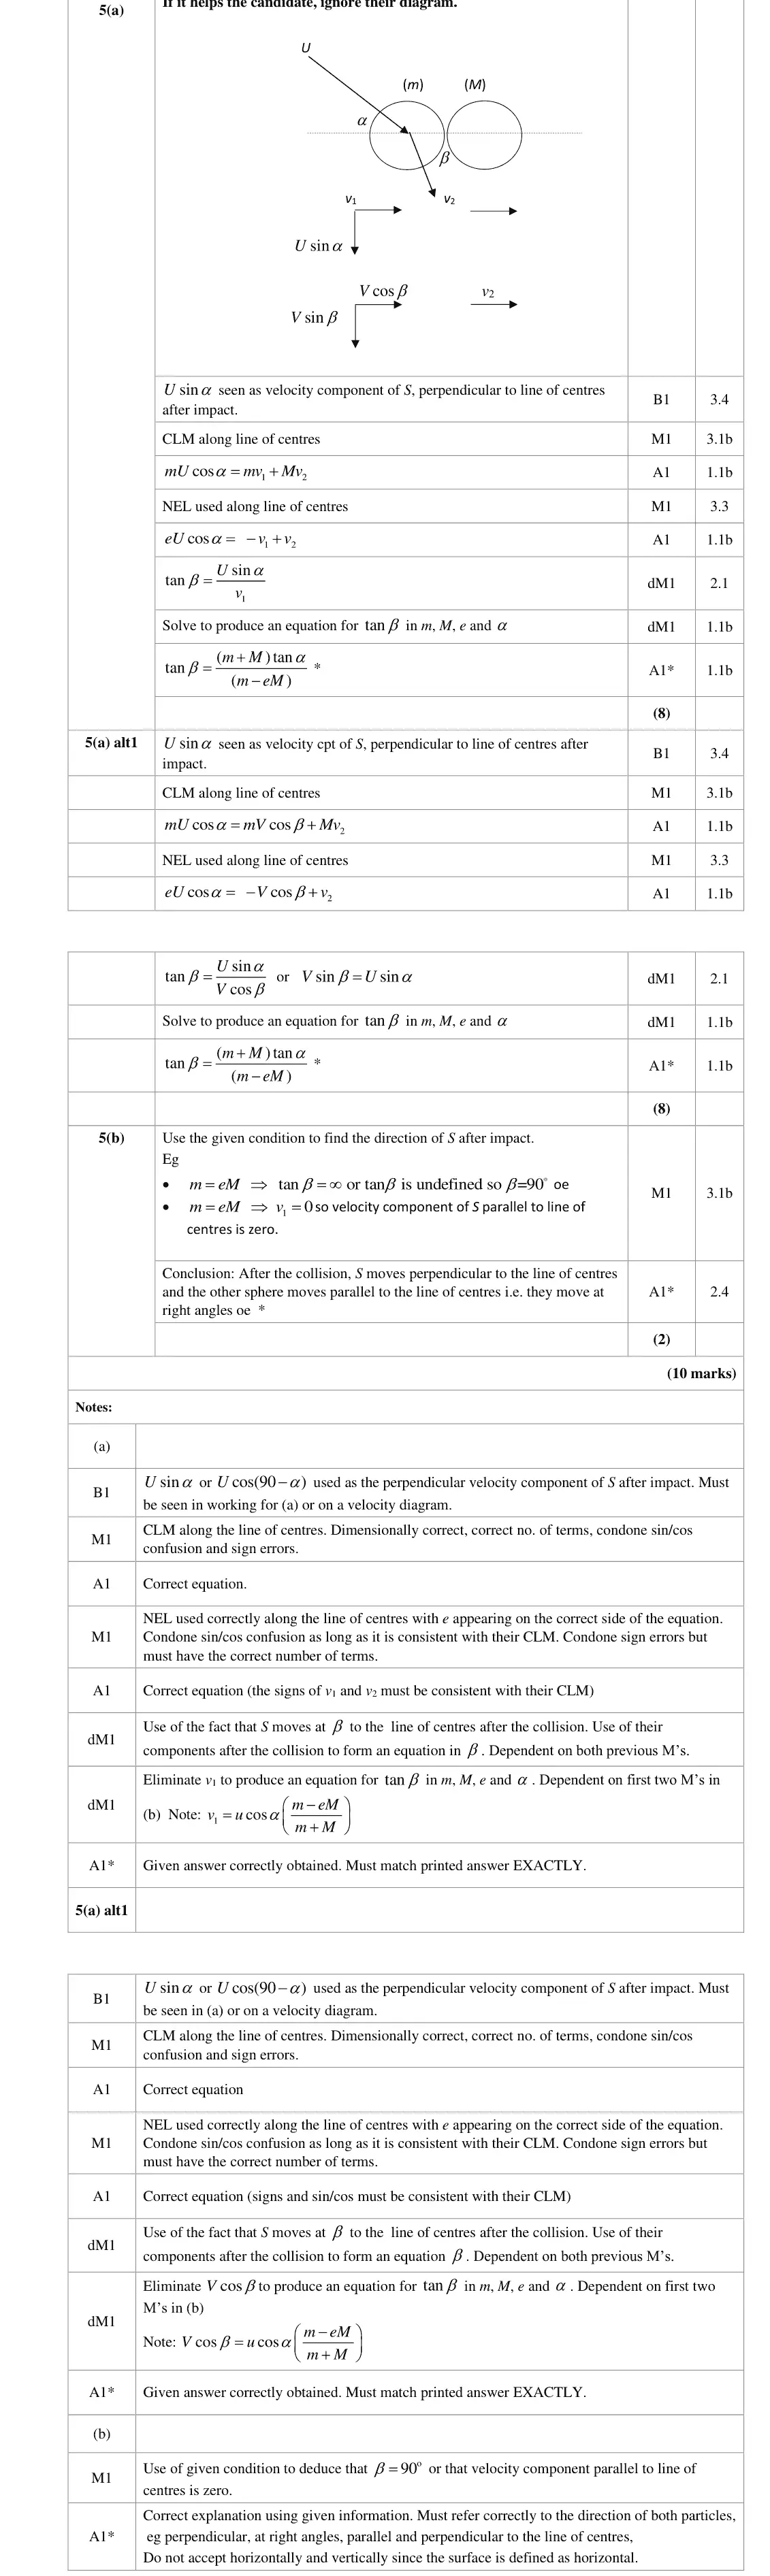 If it helps the candidate, ignore their diagram.
5(a)
U
(m) (M)
α
β
v₁ v₂
U sin α
V cos β v₂
V sin β
U sin α seen as velocity component of S, perpendicular to line of centres
after impact.
B1 3.4
CLM along line of centres M1 3.1b
mU cos α = mv₁ + Mv₂ A1 1.1b
NEL used along line of centres M1 3.3
eU cos α = −v₁ + v₂ A1 1.1b
tan β = U sin α / v₁ dM1 2.1
Solve to produce an equation for tan β in m, M, e and α dM1 1.1b
tan β = (m + M) tan α / (m − eM) * A1* 1.1b
(8)
5(a) alt1
U sin α seen as velocity cpt of S, perpendicular to line of centres after
impact.
B1 3.4
CLM along line of centres M1 3.1b
mU cos α = mV cos β + Mv₂ A1 1.1b
NEL used along line of centres M1 3.3
eU cos α = −V cos β + v₂ A1 1.1b
tan β = U sin α / V cos β or V sin β = U sin α dM1 2.1
Solve to produce an equation for tan β in m, M, e and α dM1 1.1b
tan β = (m + M) tan α / (m − eM) * A1* 1.1b
(8)
5(b)
Use the given condition to find the direction of S after impact.
Eg
• m = eM ⇒ tan β = ∞ or tanβ is undefined so β=90° oe
• m = eM ⇒ v₁ = 0 so velocity component of S parallel to line of
centres is zero.
M1 3.1b
Conclusion: After the collision, S moves perpendicular to the line of centres
and the other sphere moves parallel to the line of centres i.e. they move at
right angles oe *
A1* 2.4
(2)
(10 marks)
Notes:
(a)
B1
U sin α or U cos(90 − α) used as the perpendicular velocity component of S after impact. Must
be seen in working for (a) or on a velocity diagram.
M1
CLM along the line of centres. Dimensionally correct, correct no. of terms, condone sin/cos
confusion and sign errors.
A1 Correct equation.
M1
NEL used correctly along the line of centres with e appearing on the correct side of the equation.
Condone sin/cos confusion as long as it is consistent with their CLM. Condone sign errors but
must have the correct number of terms.
A1 Correct equation (the signs of v₁ and v₂ must be consistent with their CLM)
dM1
Use of the fact that S moves at β to the line of centres after the collision. Use of their
components after the collision to form an equation in β . Dependent on both previous M's.
dM1
Eliminate v₁ to produce an equation for tan β in m, M, e and α . Dependent on first two M's in
(b) Note: v₁ = u cos α ((m − eM) / (m + M))
A1* Given answer correctly obtained. Must match printed answer EXACTLY.
5(a) alt1
B1
U sin α or U cos(90 − α) used as the perpendicular velocity component of S after impact. Must
be seen in (a) or on a velocity diagram.
M1
CLM along the line of centres. Dimensionally correct, correct no. of terms, condone sin/cos
confusion and sign errors.
A1 Correct equation
M1
NEL used correctly along the line of centres with e appearing on the correct side of the equation.
Condone sin/cos confusion as long as it is consistent with their CLM. Condone sign errors but
must have the correct number of terms.
A1 Correct equation (signs and sin/cos must be consistent with their CLM)
dM1
Use of the fact that S moves at β to the line of centres after the collision. Use of their
components after the collision to form an equation β . Dependent on both previous M's.
dM1
Eliminate V cos β to produce an equation for tan β in m, M, e and α . Dependent on first two
M's in (b)
Note: V cos β = u cos α ((m − eM) / (m + M))
A1* Given answer correctly obtained. Must match printed answer EXACTLY.
(b)
M1
Use of given condition to deduce that β = 90° or that velocity component parallel to line of
centres is zero.
A1*
Correct explanation using given information. Must refer correctly to the direction of both particles,
eg perpendicular, at right angles, parallel and perpendicular to the line of centres,
Do not accept horizontally and vertically since the surface is defined as horizontal.